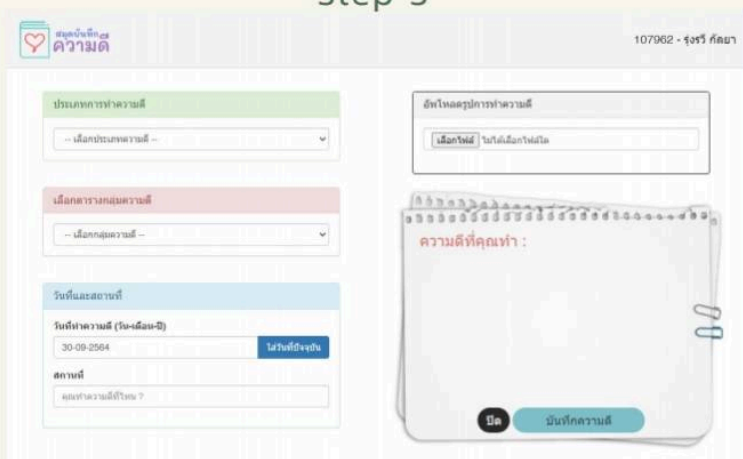 Step 3
สมุดบันทึก
ความดี
107962 - รุ่งรวี กัลยา
ประเภทการทำความดี
-- เลือกประเภทความดี --
เลือกตารางกลุ่มความดี
-- เลือกกลุ่มความดี --
วันที่และสถานที่
วันที่ทำความดี (วัน-เดือน-ปี)
30-09-2564
ใส่วันที่ปัจจุบัน
สถานที่
คุณทำความดีที่ไหน ?
อัพโหลดรูปการทำความดี
เลือกไฟล์ ไม่ได้เลือกไฟล์ใด
ความดีที่คุณทำ :
ปิด
บันทึกความดี